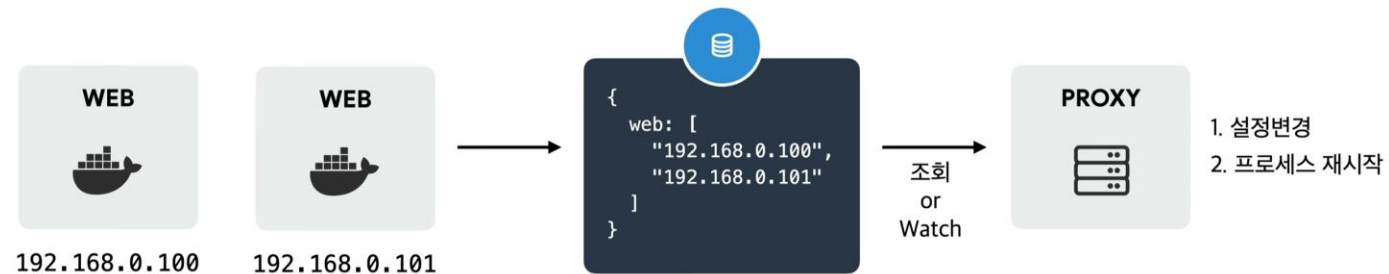 WEB
192.168.0.100
WEB
192.168.0.101
{
web: [
"192.168.0.100",
"192.168.0.101"
]
}
조회
or
Watch
PROXY
1. 설정변경
2. 프로세스 재시작